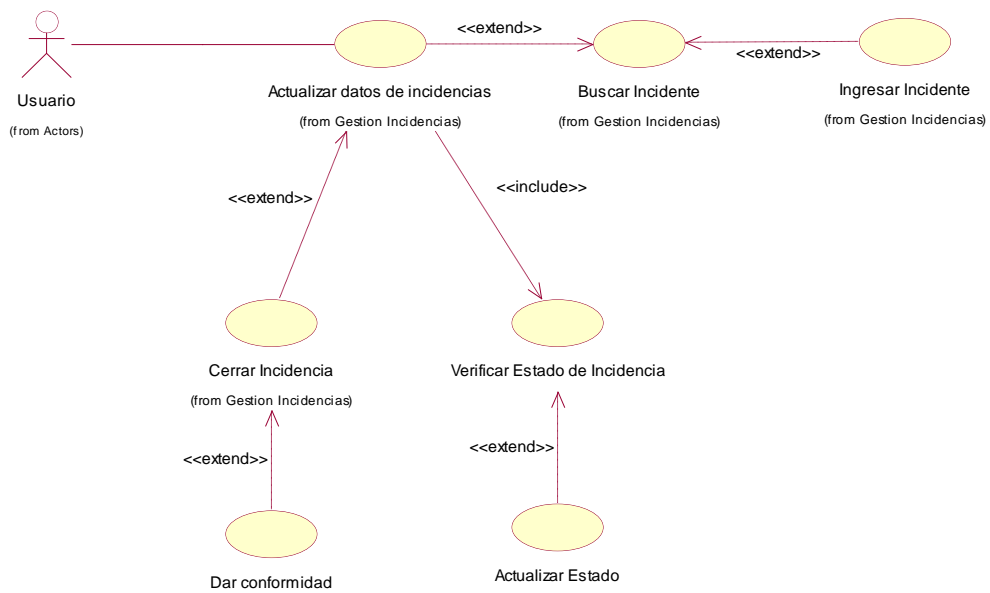 <<extend>>
<<extend>>
Usuario
(from Actors)
Actualizar datos de incidencias
(from Gestion Incidencias)
Buscar Incidente
(from Gestion Incidencias)
Ingresar Incidente
(from Gestion Incidencias)
<<extend>>
<<include>>
Cerrar Incidencia
(from Gestion Incidencias)
Verificar Estado de Incidencia
<<extend>>
<<extend>>
Dar conformidad
Actualizar Estado